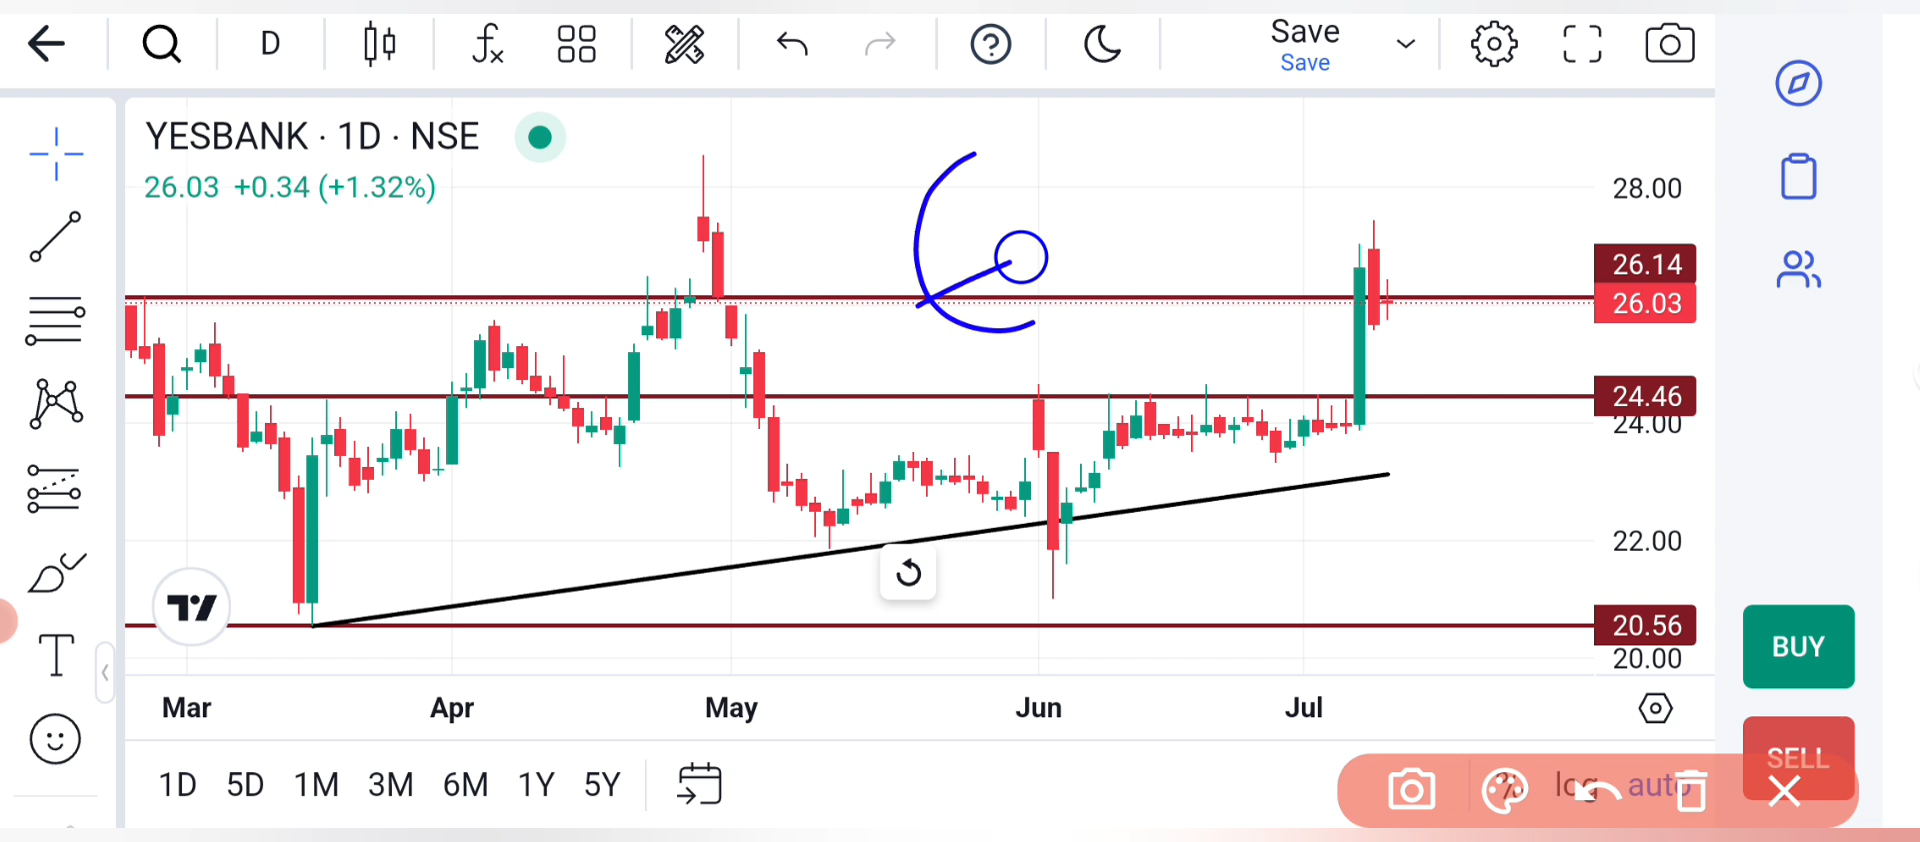 D
Save
Save
YESBANK · 1D · NSE
26.03 +0.34 (+1.32%)
28.00
26.14
26.03
24.46
24.00
22.00
20.56
20.00
BUY
SELL
Mar Apr May Jun Jul
1D 5D 1M 3M 6M 1Y 5Y
% log auto